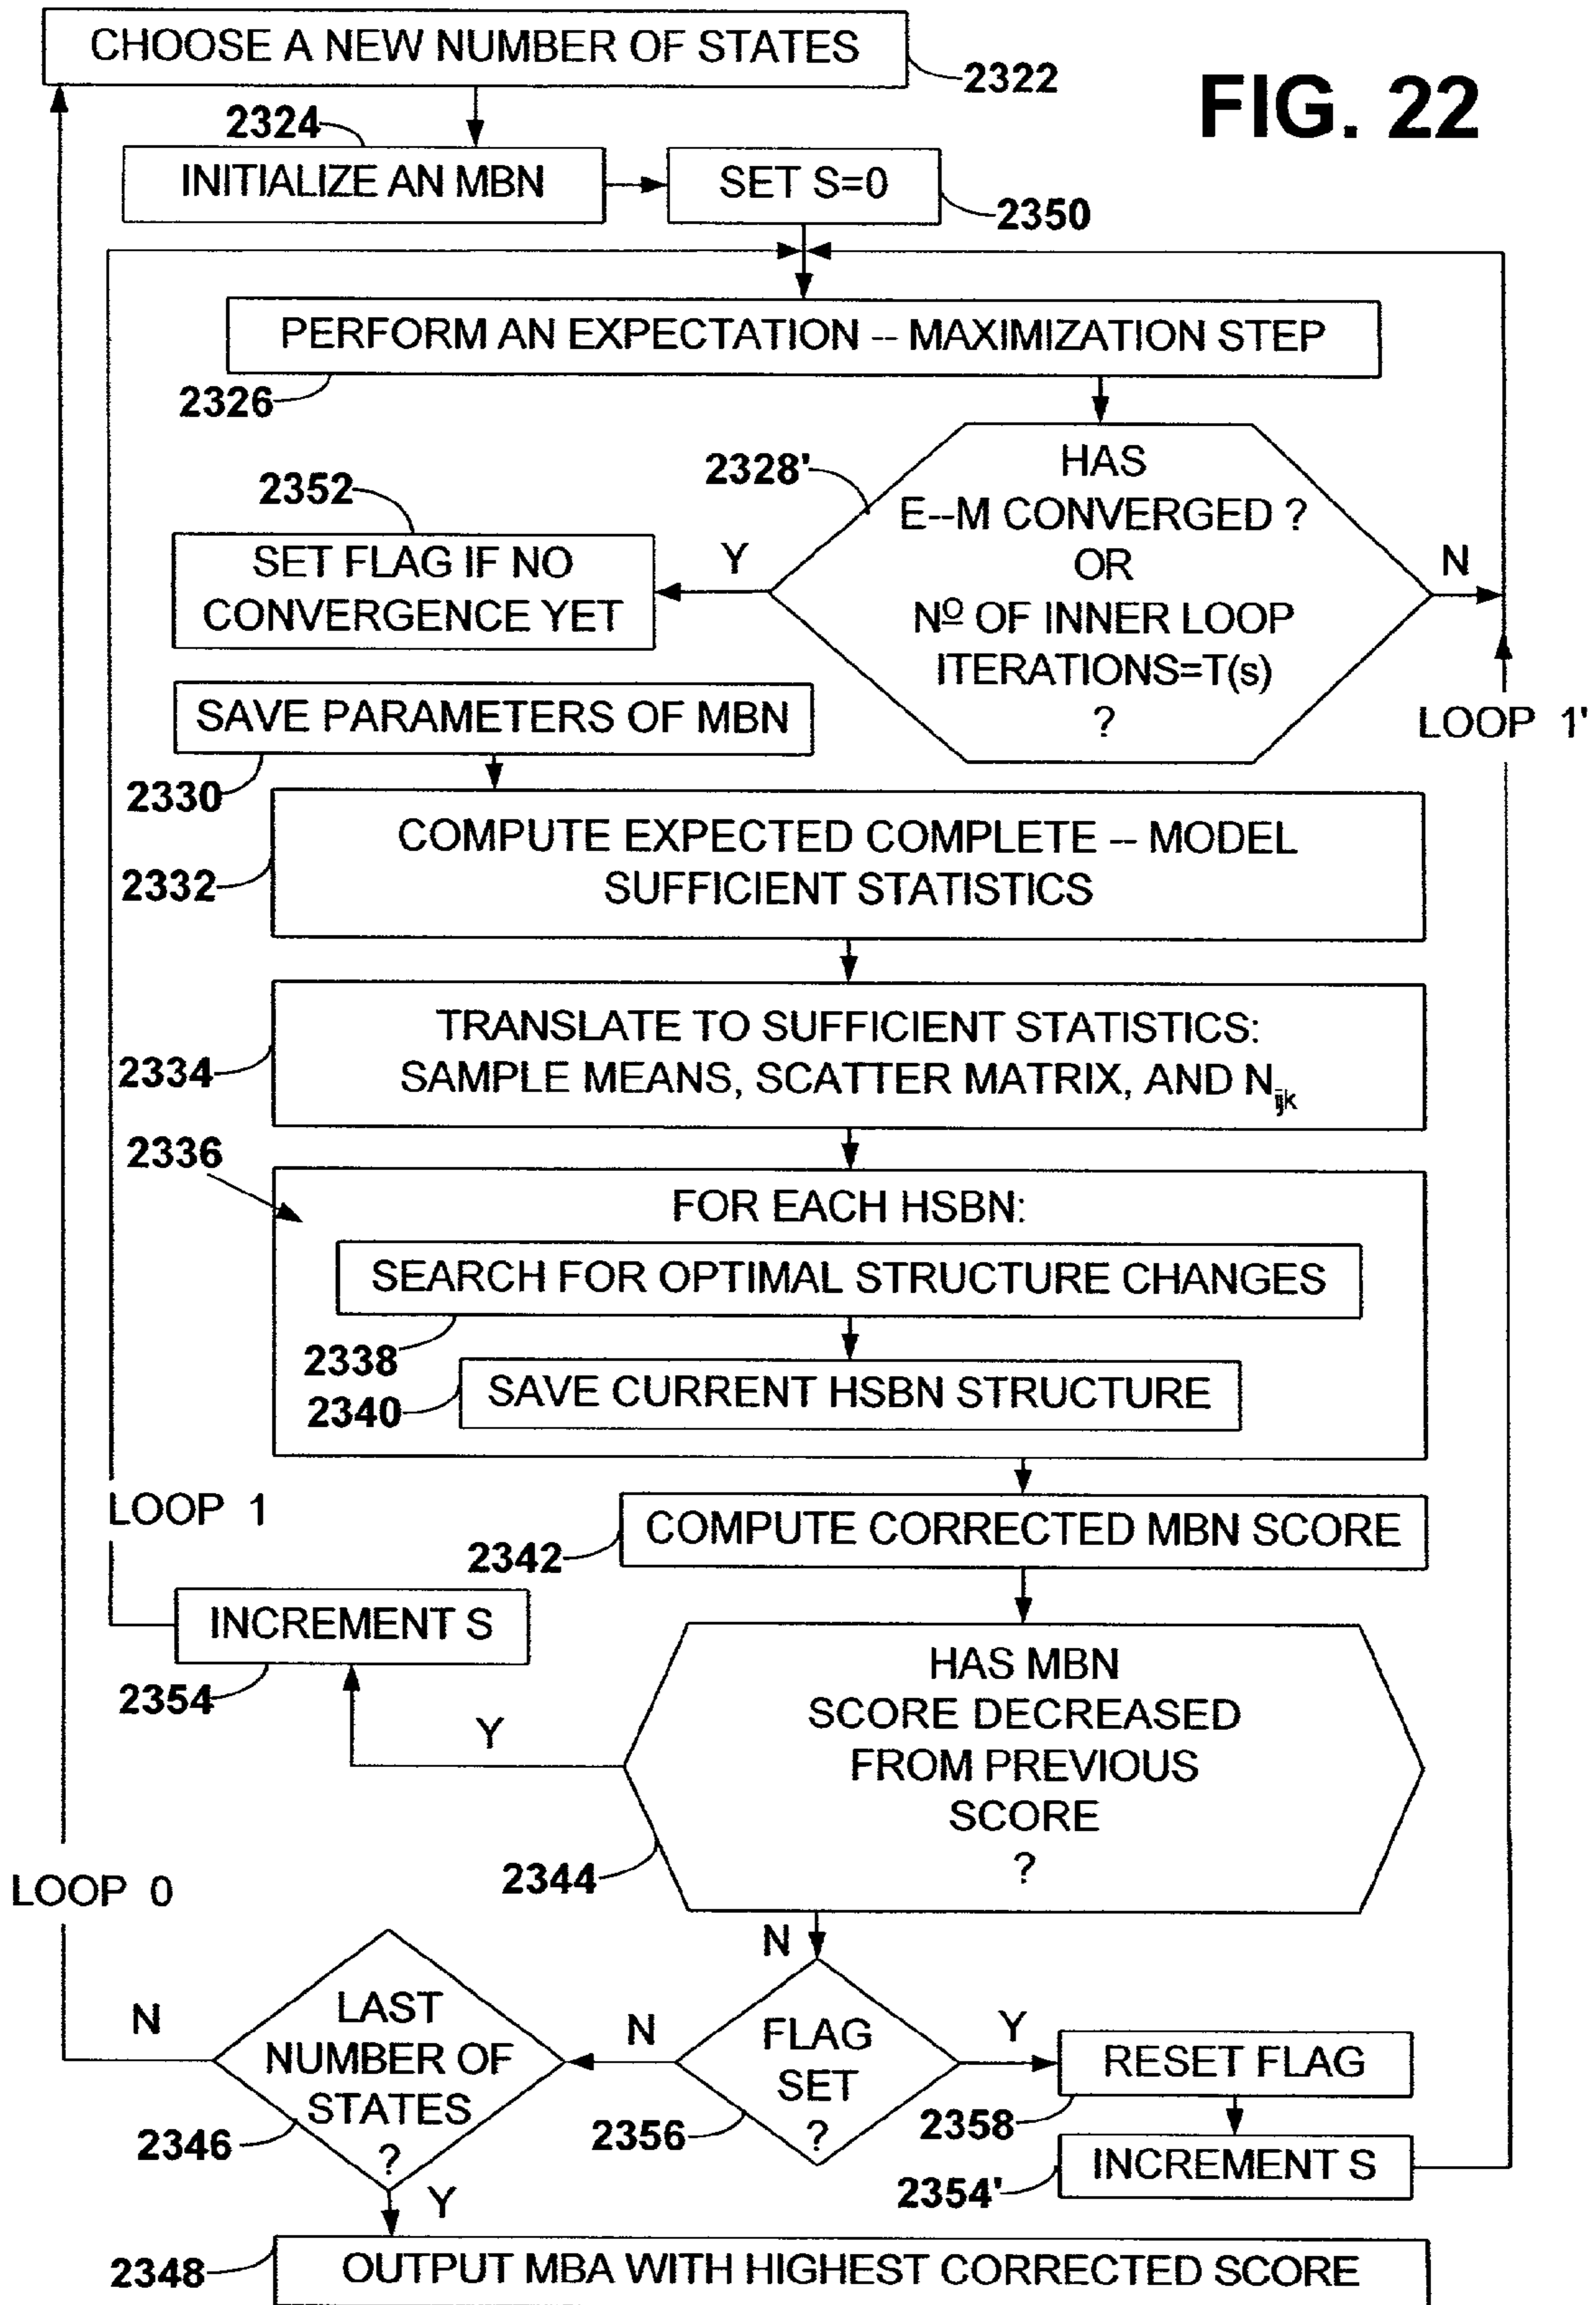 CHOOSE A NEW NUMBER OF STATES
2322
FIG. 22
2324
INITIALIZE AN MBN
SET S=0
2350
PERFORM AN EXPECTATION -- MAXIMIZATION STEP
2326
2328'
HAS
E--M CONVERGED ?
OR
Nº OF INNER LOOP
ITERATIONS=T(s)
?
Y
N
2352
SET FLAG IF NO
CONVERGENCE YET
LOOP 1'
SAVE PARAMETERS OF MBN
2330
COMPUTE EXPECTED COMPLETE -- MODEL
SUFFICIENT STATISTICS
2332
TRANSLATE TO SUFFICIENT STATISTICS:
SAMPLE MEANS, SCATTER MATRIX, AND Nijk
2334
2336
FOR EACH HSBN:
SEARCH FOR OPTIMAL STRUCTURE CHANGES
2338
SAVE CURRENT HSBN STRUCTURE
2340
LOOP 1
COMPUTE CORRECTED MBN SCORE
2342
INCREMENT S
2354
HAS MBN
SCORE DECREASED
FROM PREVIOUS
SCORE
?
Y
2344
LOOP 0
N
LAST
NUMBER OF
STATES
?
N
2346
N
FLAG
SET
?
2356
Y
RESET FLAG
2358
INCREMENT S
2354'
Y
OUTPUT MBA WITH HIGHEST CORRECTED SCORE
2348